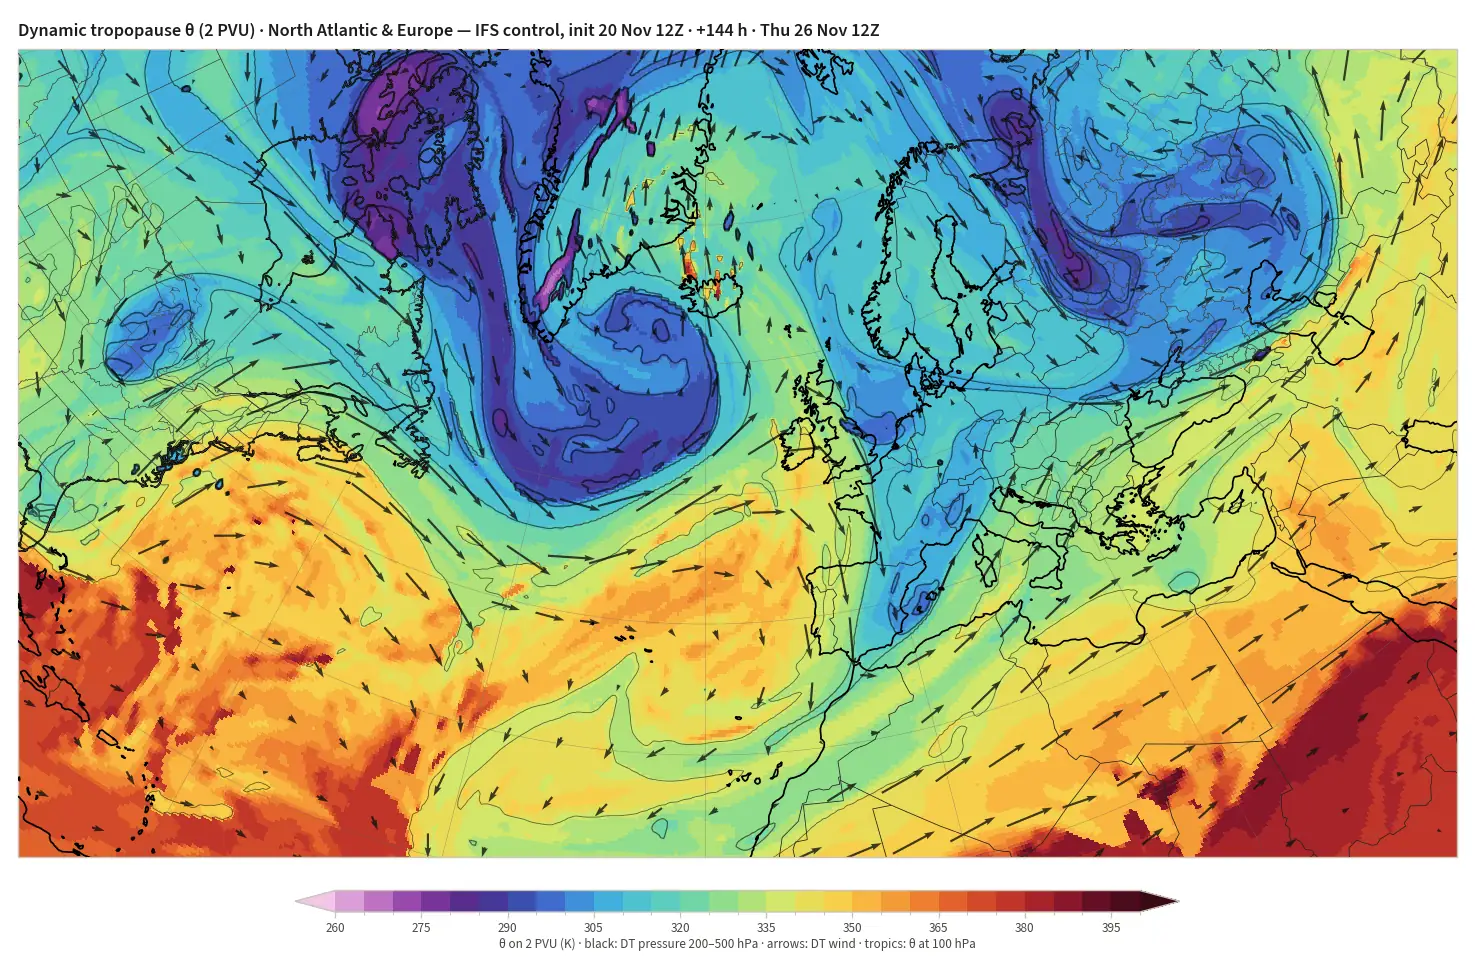 Dynamic tropopause θ (2 PVU) · North Atlantic & Europe — IFS control, init 20 Nov 12Z · +144 h · Thu 26 Nov 12Z
260 275 290 305 320 335 350 365 380 395
θ on 2 PVU (K) · black: DT pressure 200–500 hPa · arrows: DT wind · tropics: θ at 100 hPa